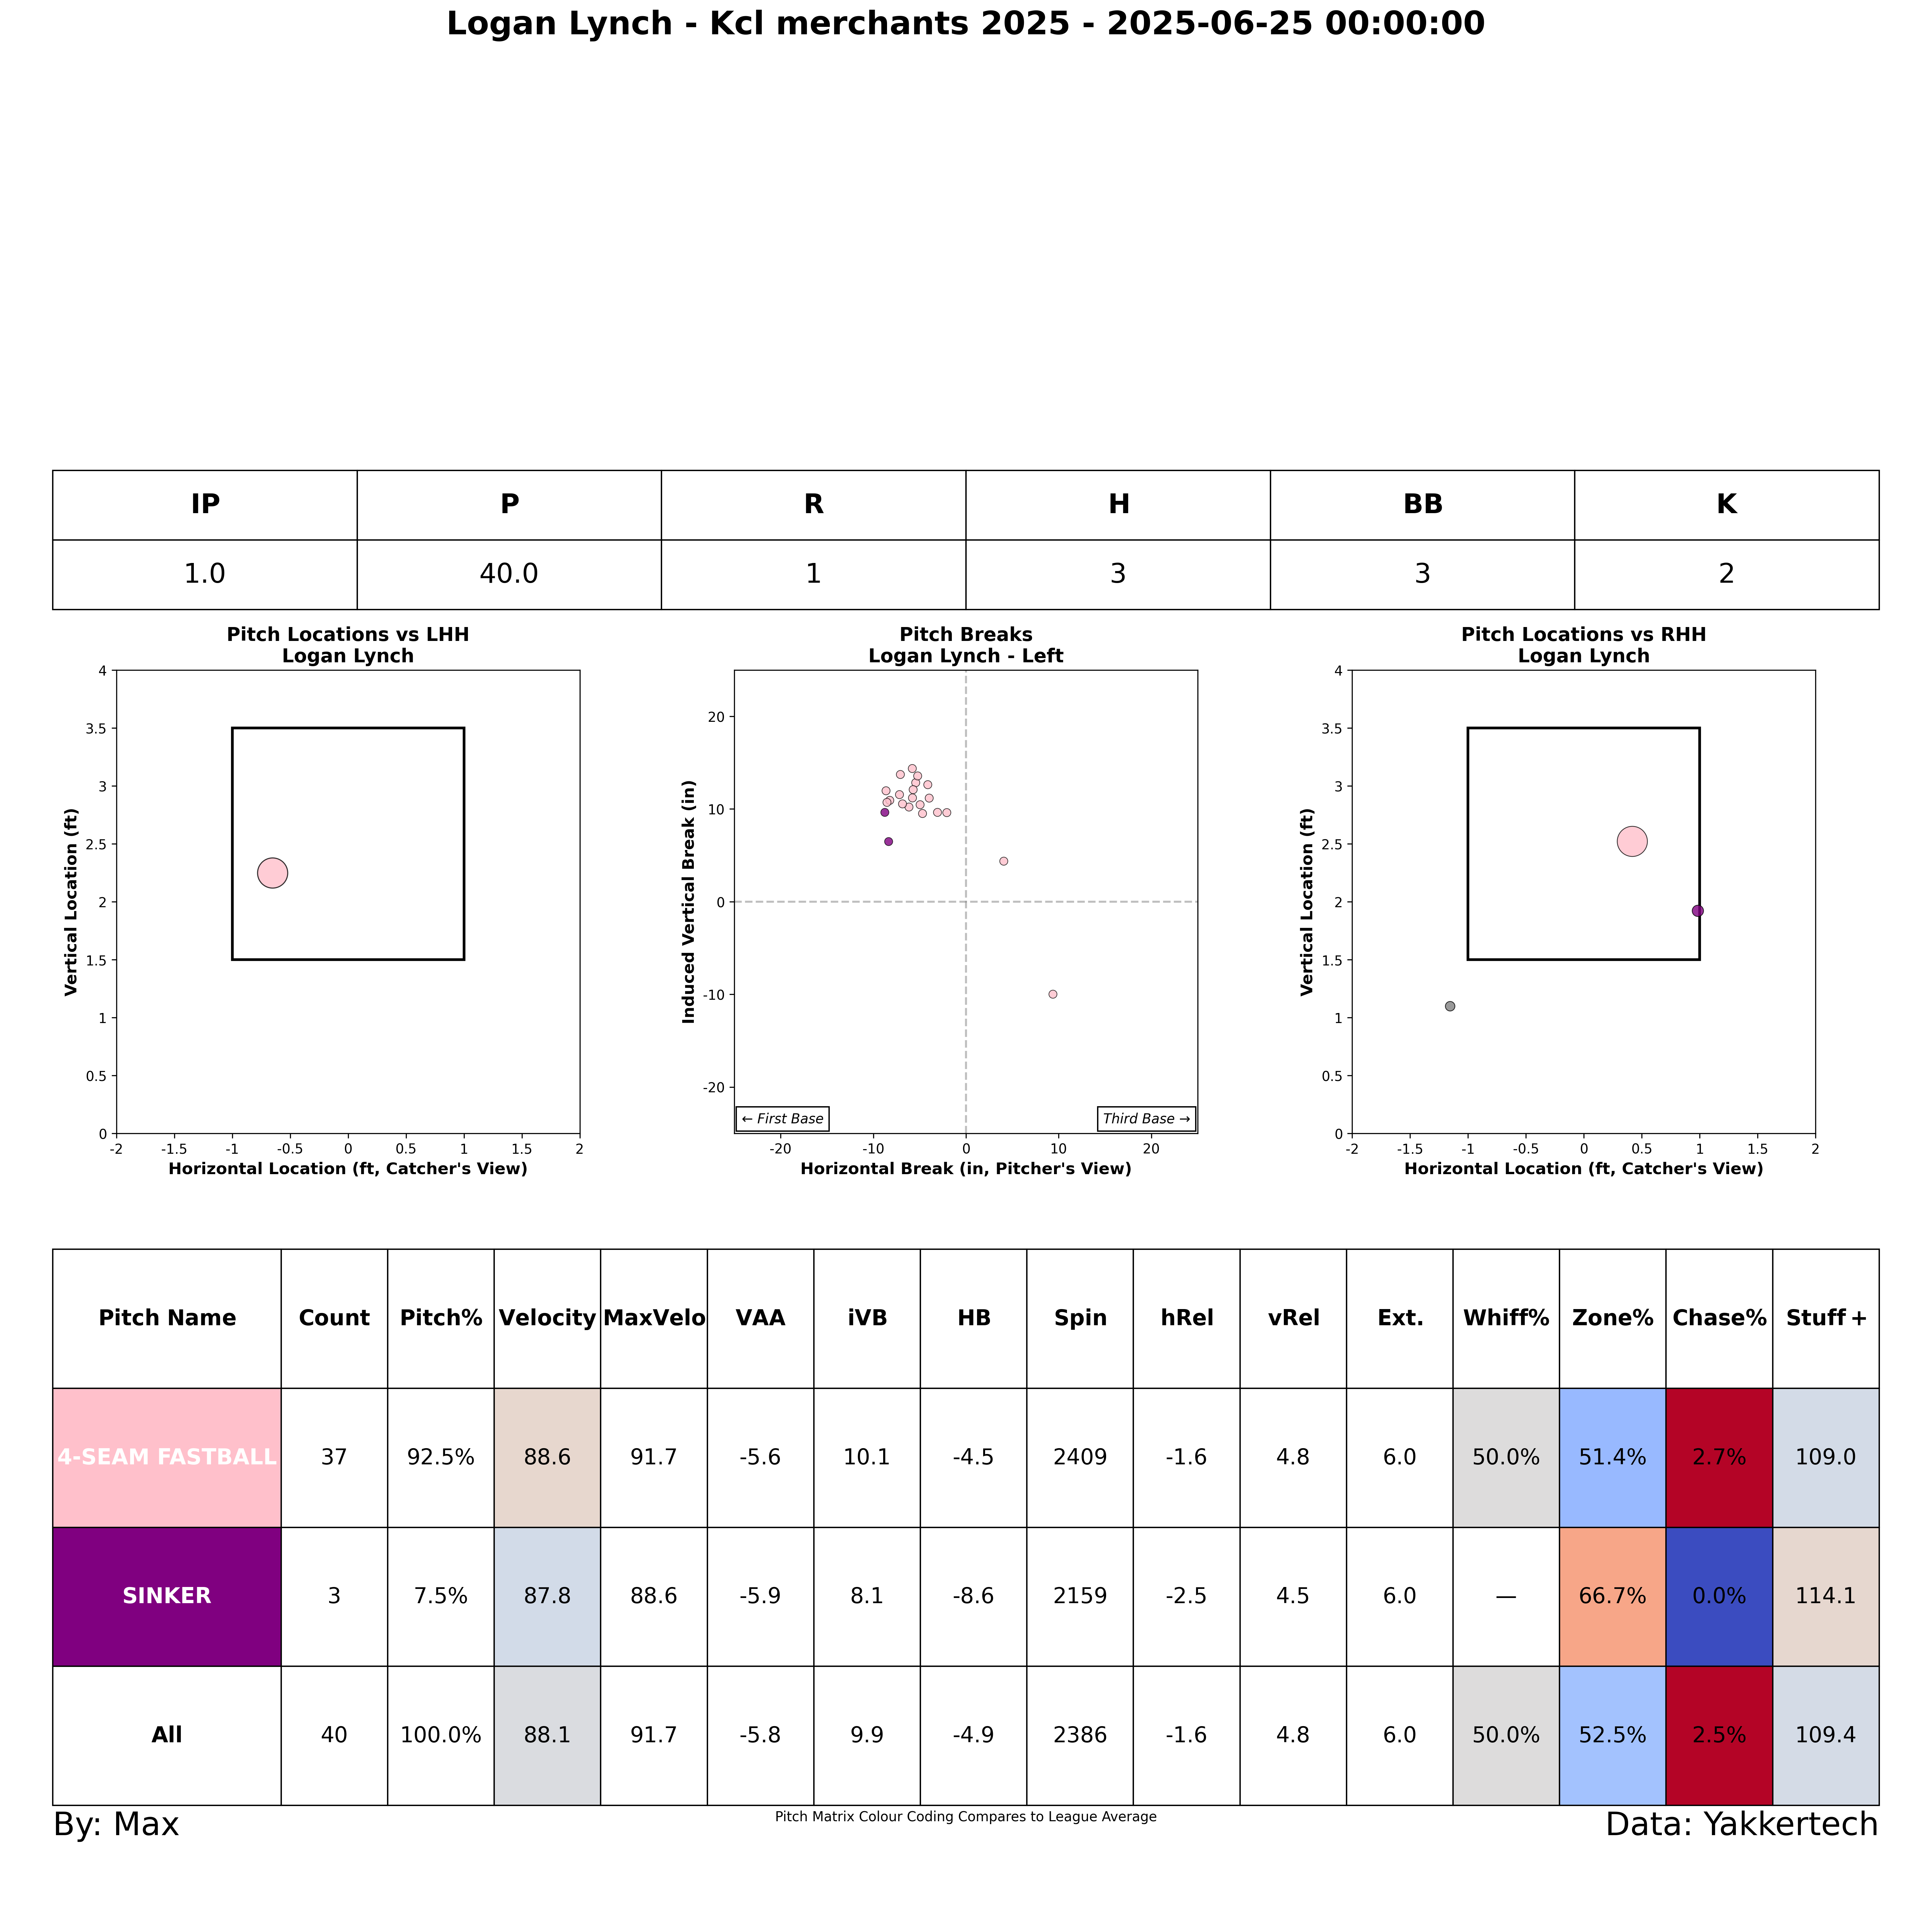 Logan Lynch - Kcl merchants 2025 - 2025-06-25 00:00:00
IP P R H BB K
1.0 40.0 1 3 3 2
Pitch Locations vs LHH
Logan Lynch
4
3.5
3
2.5
2
1.5
1
0.5
0
Vertical Location (ft)
-2 -1.5 -1 -0.5 0 0.5 1 1.5 2
Horizontal Location (ft, Catcher's View)
Pitch Breaks
Logan Lynch - Left
20
10
0
-10
-20
Induced Vertical Break (in)
← First Base
Third Base →
-20 -10 0 10 20
Horizontal Break (in, Pitcher's View)
Pitch Locations vs RHH
Logan Lynch
4
3.5
3
2.5
2
1.5
1
0.5
0
Vertical Location (ft)
-2 -1.5 -1 -0.5 0 0.5 1 1.5 2
Horizontal Location (ft, Catcher's View)
Pitch Name Count Pitch% Velocity MaxVelo VAA iVB HB Spin hRel vRel Ext. Whiff% Zone% Chase% Stuff+
4-SEAM FASTBALL 37 92.5% 88.6 91.7 -5.6 10.1 -4.5 2409 -1.6 4.8 6.0 50.0% 51.4% 2.7% 109.0
SINKER 3 7.5% 87.8 88.6 -5.9 8.1 -8.6 2159 -2.5 4.5 6.0 — 66.7% 0.0% 114.1
All 40 100.0% 88.1 91.7 -5.8 9.9 -4.9 2386 -1.6 4.8 6.0 50.0% 52.5% 2.5% 109.4
By: Max
Pitch Matrix Colour Coding Compares to League Average
Data: Yakkertech